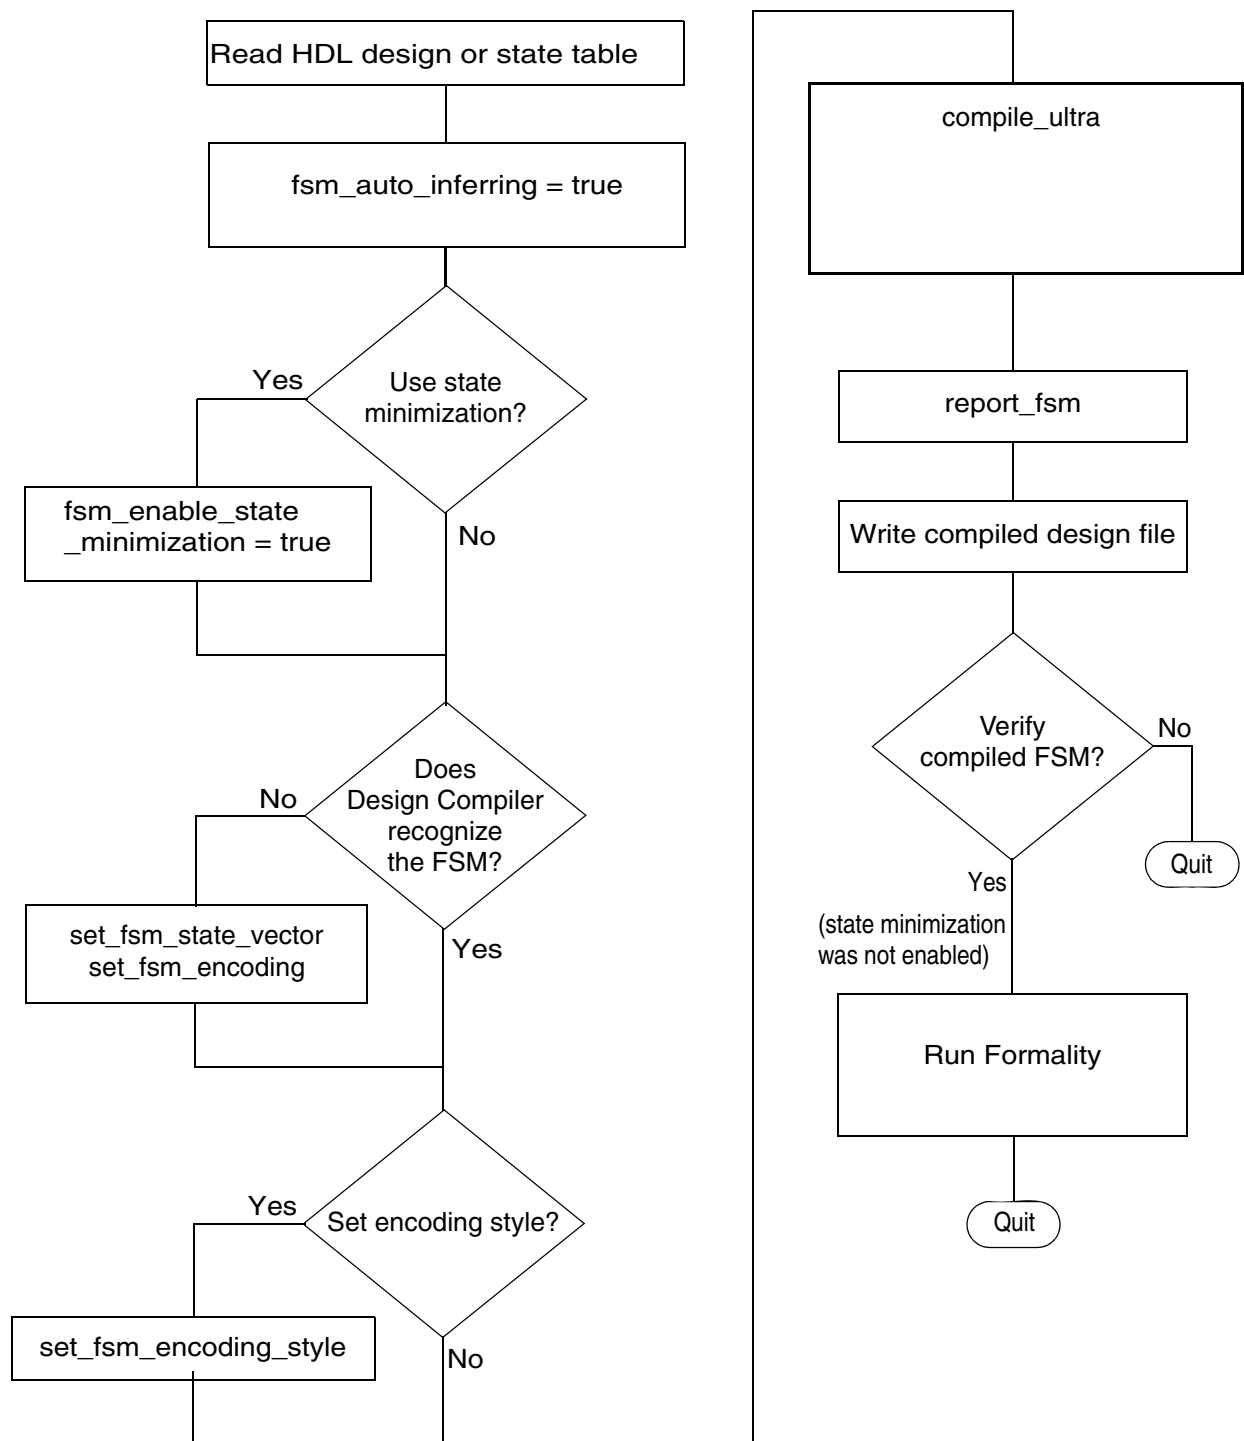 Read HDL design or state table
fsm_auto_inferring = true
Use state
minimization?
Yes
No
fsm_enable_state
_minimization = true
Does
Design Compiler
recognize
the FSM?
No
Yes
set_fsm_state_vector
set_fsm_encoding
Set encoding style?
Yes
No
set_fsm_encoding_style
compile_ultra
report_fsm
Write compiled design file
Verify
compiled FSM?
No
Quit
Yes
(state minimization
was not enabled)
Run Formality
Quit